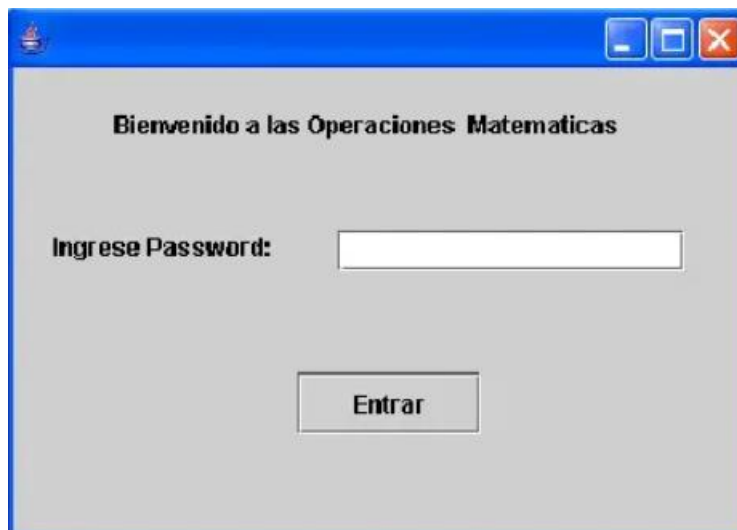 Bienvenido a las Operaciones Matematicas
Ingrese Password:
Entrar